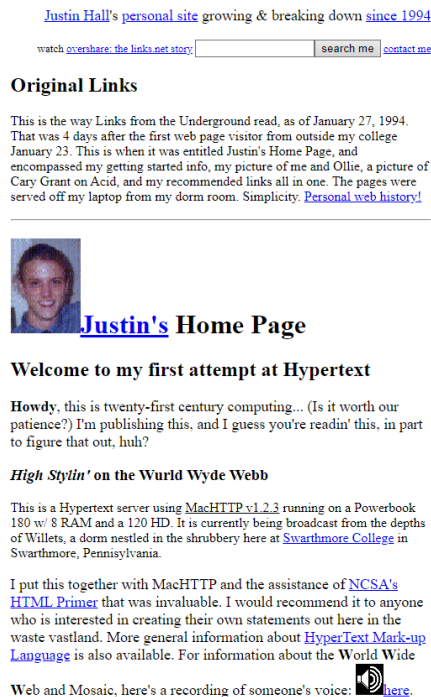 Justin Hall's personal site growing & breaking down since 1994
watch overshare: the links.net story search me contact me
Original Links
This is the way Links from the Underground read, as of January 27, 1994.
That was 4 days after the first web page visitor from outside my college
January 23. This is when it was entitled Justin's Home Page, and
encompassed my getting started info, my picture of me and Ollie, a picture of
Cary Grant on Acid, and my recommended links all in one. The pages were
served off my laptop from my dorm room. Simplicity. Personal web history!
Justin's Home Page
Welcome to my first attempt at Hypertext
Howdy, this is twenty-first century computing... (Is it worth our
patience?) I'm publishing this, and I guess you're readin' this, in part
to figure that out, huh?
High Stylin' on the Wurld Wyde Webb
This is a Hypertext server using MacHTTP v1.2.3 running on a Powerbook
180 w/ 8 RAM and a 120 HD. It is currently being broadcast from the depths
of Willets, a dorm nestled in the shrubbery here at Swarthmore College in
Swarthmore, Pennisylvania.
I put this together with MacHTTP and the assistance of NCSA's
HTML Primer that was invaluable. I would recommend it to anyone
who is interested in creating their own statements out here in the
waste vastland. More general information about HyperText Mark-up
Language is also available. For information about the World Wide
Web and Mosaic, here's a recording of someone's voice: here.